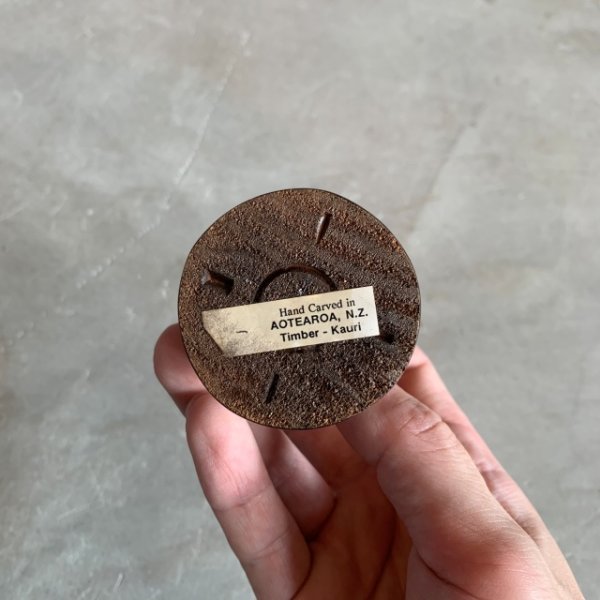 Hand Carved in
AOTEAROA, N.Z.
Timber - Kauri